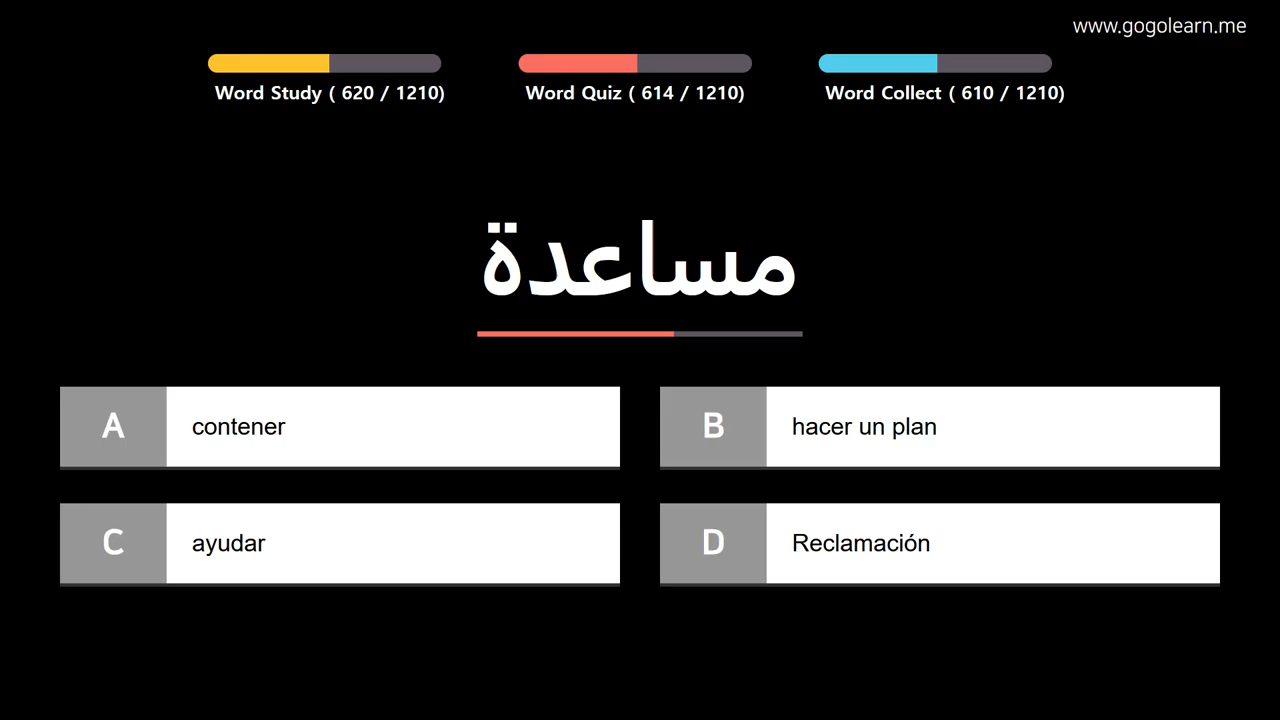 www.gogolearn.me
Word Study ( 620 / 1210)
Word Quiz ( 614 / 1210)
Word Collect ( 610 / 1210)
مساعدة
A contener
B hacer un plan
C ayudar
D Reclamación